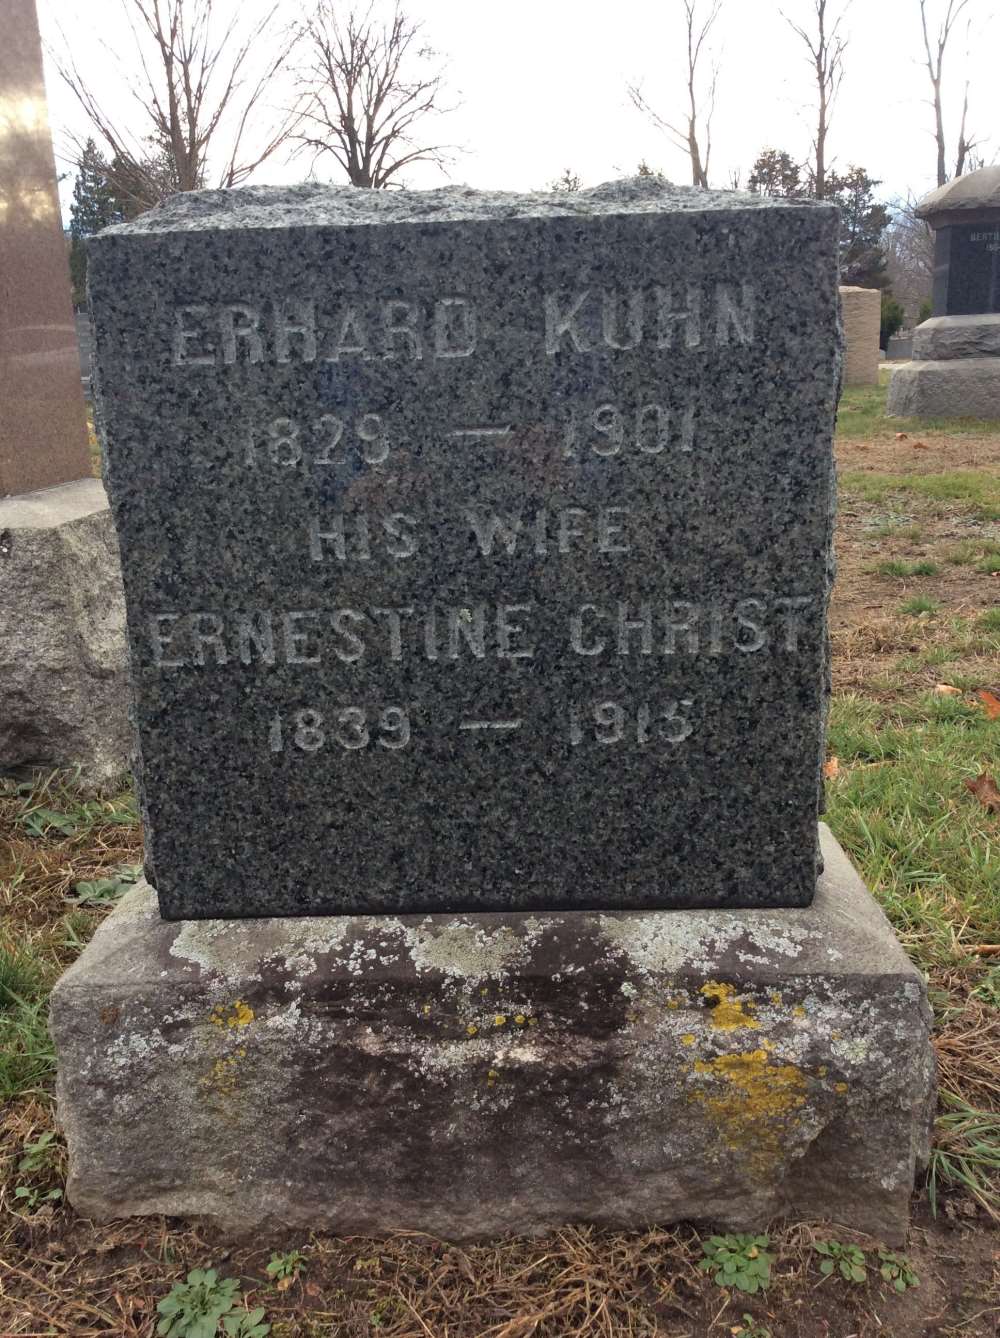 ERHARD KUHN
1829 — 1901
HIS WIFE
ERNESTINE CHRIST
1839 — 1915